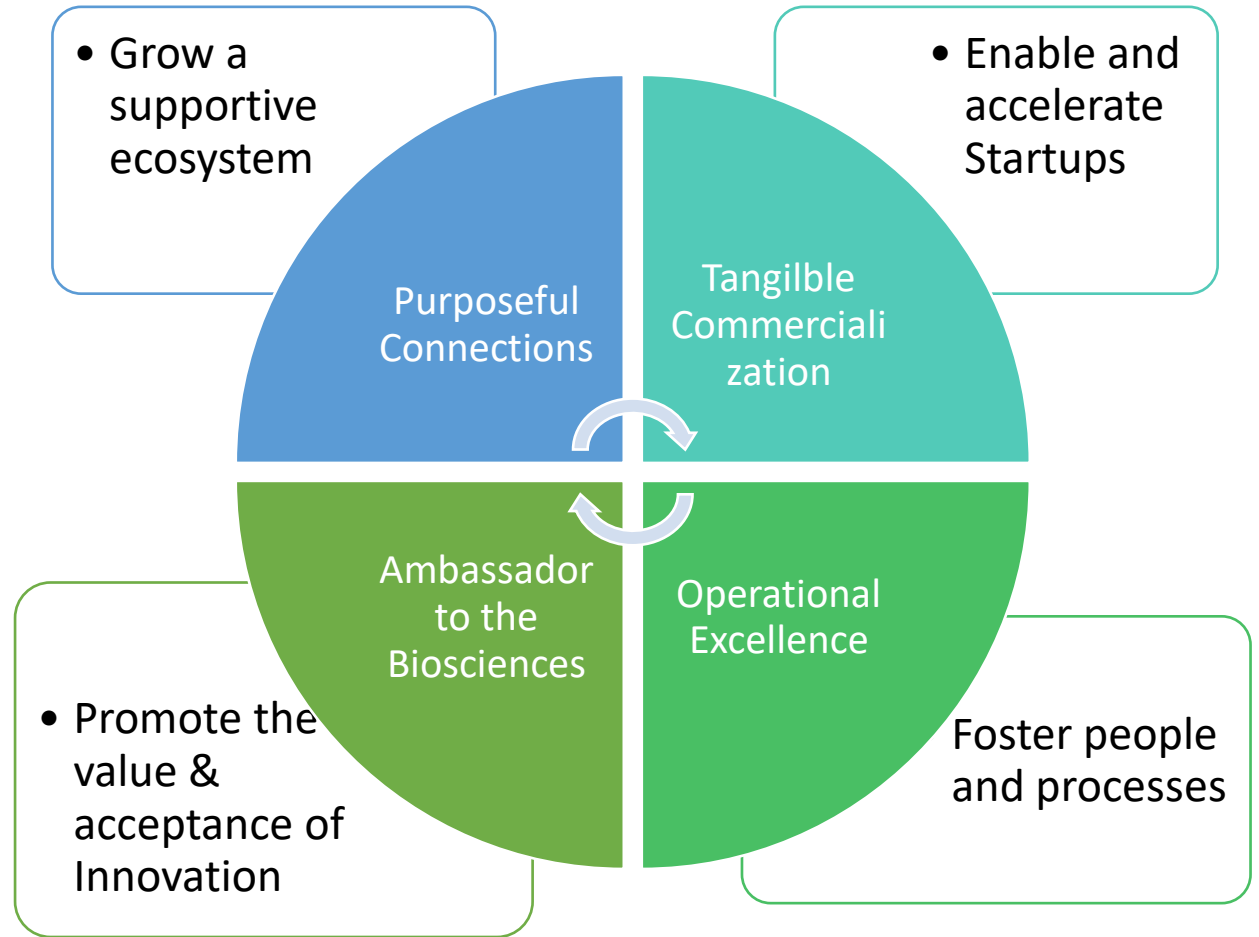 • Grow a
supportive
ecosystem
• Enable and
accelerate
Startups
Purposeful
Connections
Tangilble
Commerciali
zation
Ambassador
to the
Biosciences
Operational
Excellence
• Promote the
value &
acceptance of
Innovation
Foster people
and processes